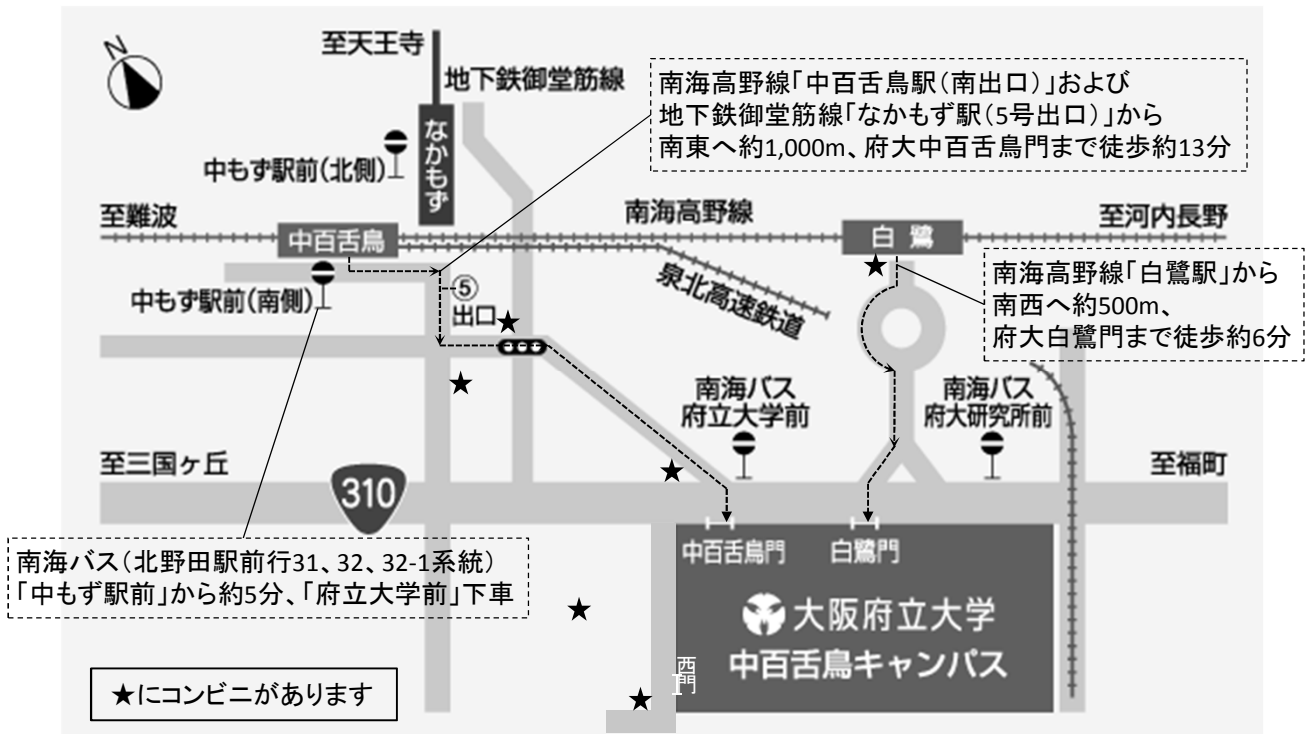 N
至天王寺
地下鉄御堂筋線
なかもず
中もず駅前(北側)
南海高野線「中百舌鳥駅(南出口)」および
地下鉄御堂筋線「なかもず駅(5号出口)」から
南東へ約1,000m、府大中百舌鳥門まで徒歩約13分
至難波
中百舌鳥
南海高野線
白鷺
至河内長野
中もず駅前(南側)
⑤
出口
泉北高速鉄道
南海高野線「白鷺駅」から
南西へ約500m、
府大白鷺門まで徒歩約6分
南海バス
府立大学前
南海バス
府大研究所前
至三国ヶ丘
310
至福町
南海バス(北野田駅前行31、32、32-1系統)
「中もず駅前」から約5分、「府立大学前」下車
中百舌鳥門
白鷺門
大阪府立大学
中百舌鳥キャンパス
西門
★にコンビニがあります